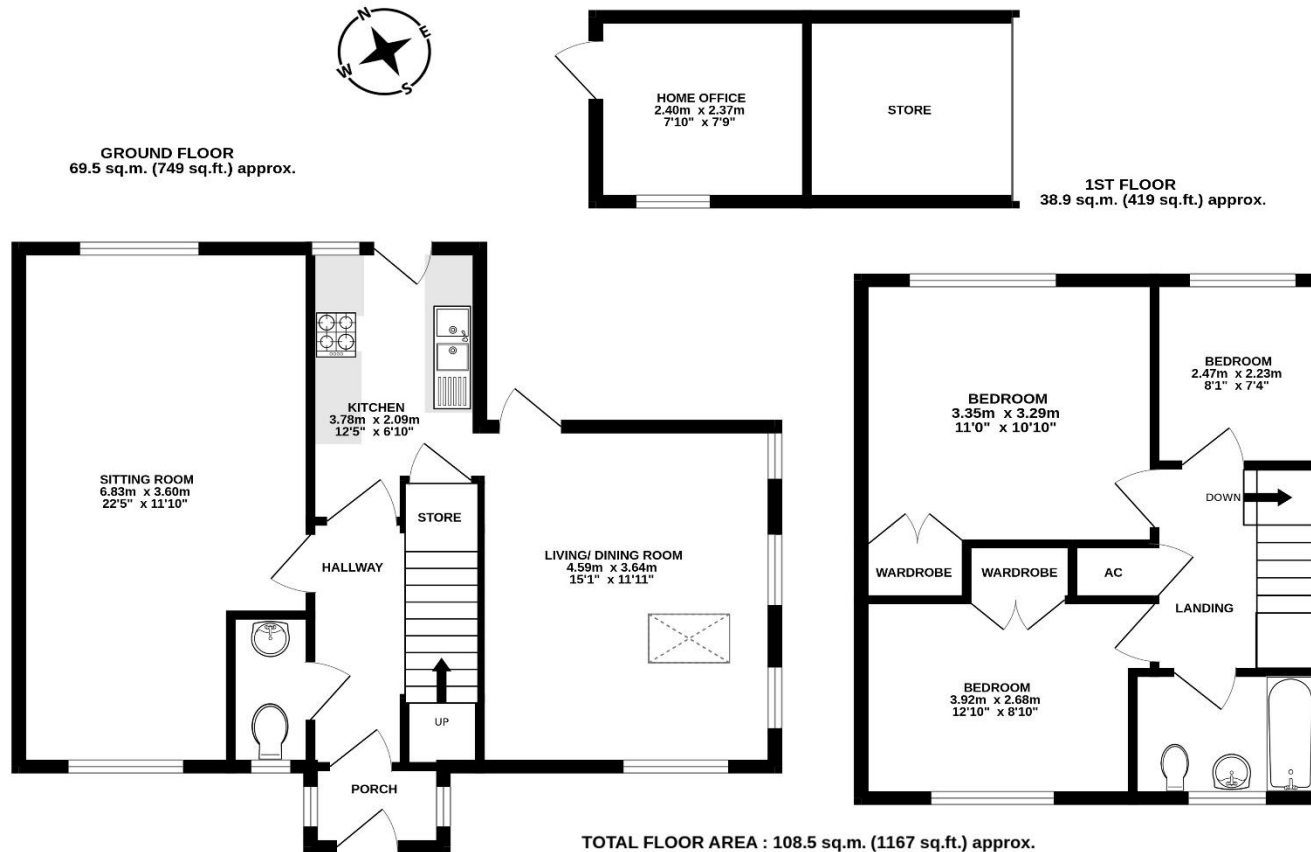 N
E
W
S
GROUND FLOOR
69.5 sq.m. (749 sq.ft.) approx.
HOME OFFICE
2.40m x 2.37m
7'10" x 7'9"
STORE
1ST FLOOR
38.9 sq.m. (419 sq.ft.) approx.
SITTING ROOM
6.83m x 3.60m
22'5" x 11'10"
KITCHEN
3.78m x 2.09m
12'5" x 6'10"
STORE
HALLWAY
LIVING/ DINING ROOM
4.59m x 3.64m
15'1" x 11'11"
UP
PORCH
BEDROOM
3.35m x 3.29m
11'0" x 10'10"
BEDROOM
2.47m x 2.23m
8'1" x 7'4"
DOWN
WARDROBE
WARDROBE
AC
LANDING
BEDROOM
3.92m x 2.68m
12'10" x 8'10"
TOTAL FLOOR AREA : 108.5 sq.m. (1167 sq.ft.) approx.